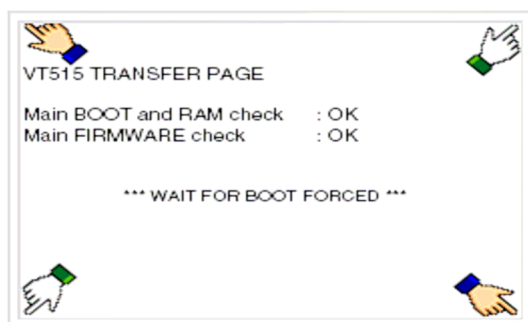 VT515 TRANSFER PAGE
Main BOOT and RAM check : OK
Main FIRMWARE check : OK
*** WAIT FOR BOOT FORCED ***